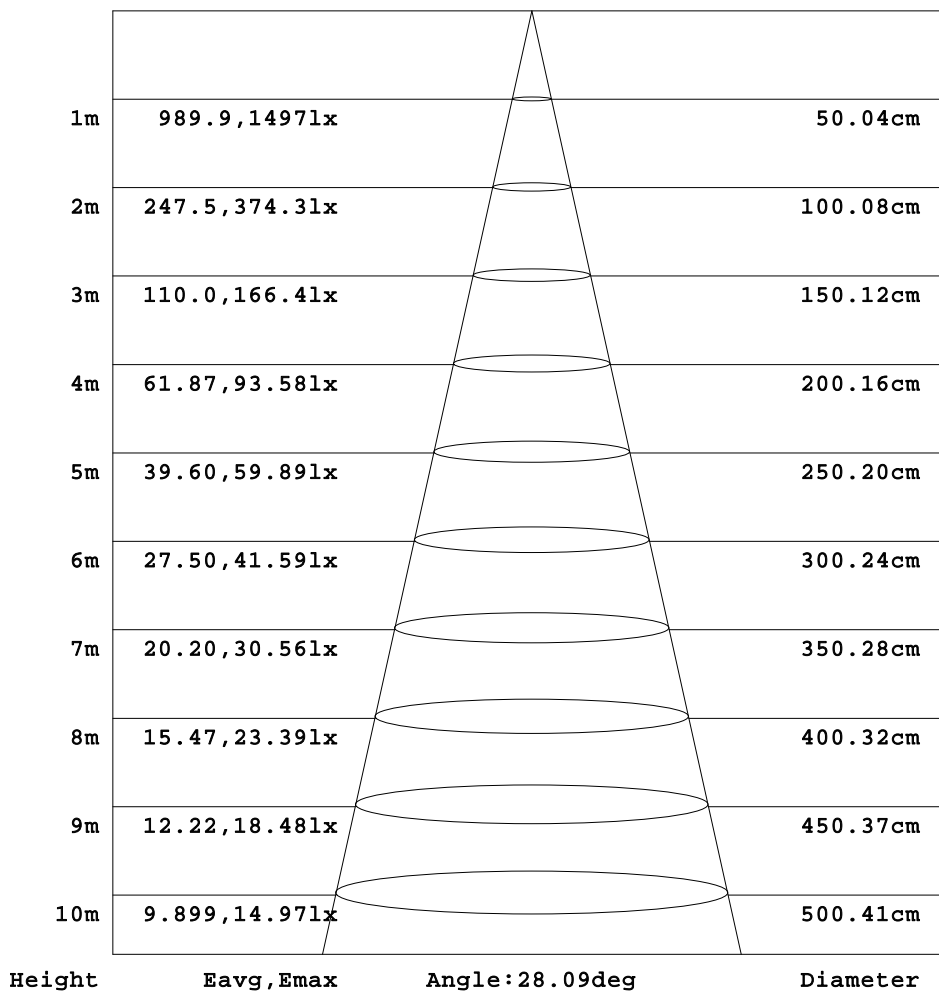 1m 989.9,1497lx 50.04cm
2m 247.5,374.3lx 100.08cm
3m 110.0,166.4lx 150.12cm
4m 61.87,93.58lx 200.16cm
5m 39.60,59.89lx 250.20cm
6m 27.50,41.59lx 300.24cm
7m 20.20,30.56lx 350.28cm
8m 15.47,23.39lx 400.32cm
9m 12.22,18.48lx 450.37cm
10m 9.899,14.97lx 500.41cm
Height Eavg,Emax Angle:28.09deg Diameter